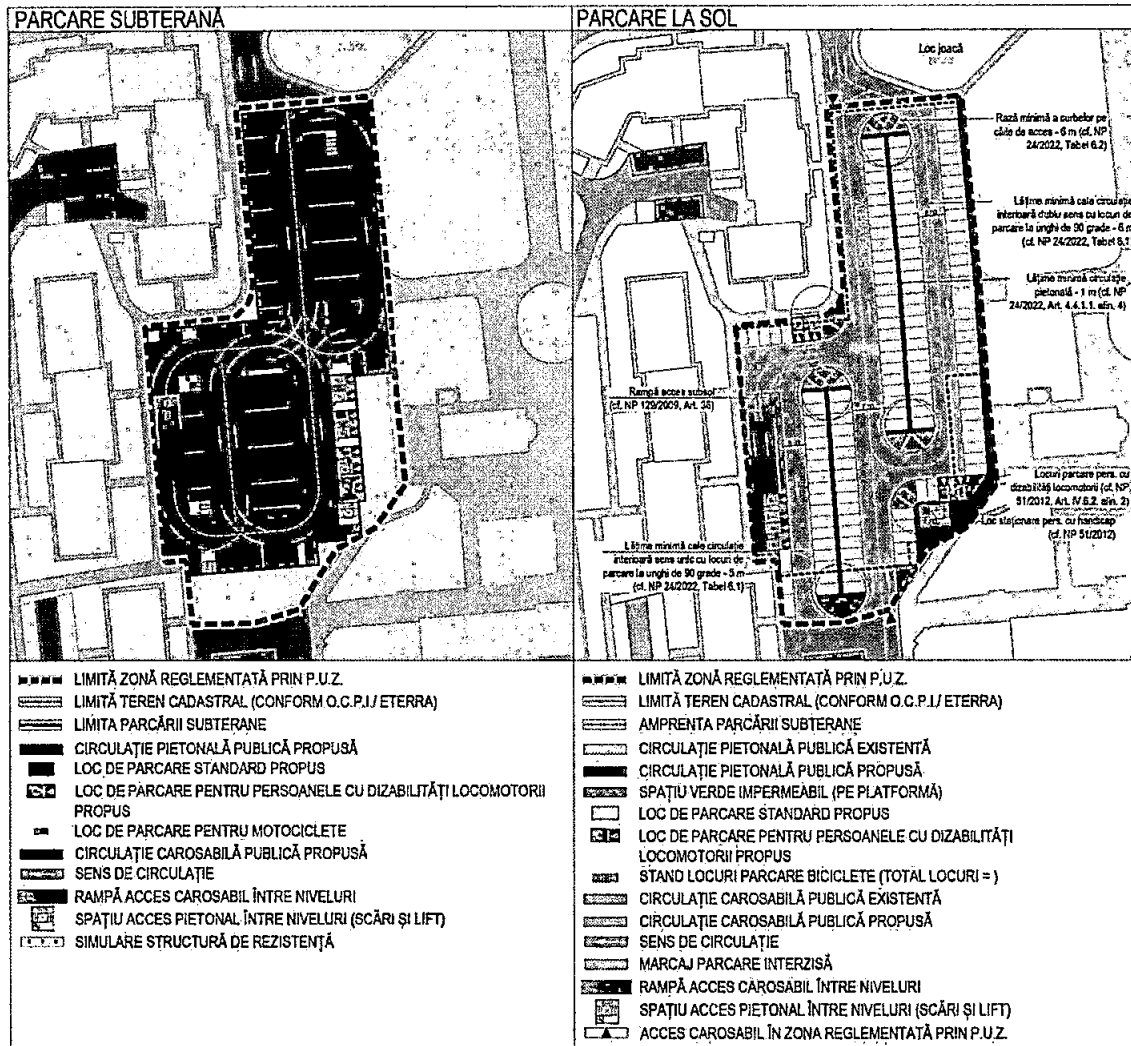 PARCARE SUBTERANĂ
LIMITĂ ZONĂ REGLEMENTATĂ PRIN P.U.Z.
LIMITĂ TEREN CADASTRAL (CONFORM O.C.P.I./ ETERRA)
LIMITA PARCĂRII SUBTERANE
CIRCULAȚIE PIETONALĂ PUBLICĂ PROPUSĂ
LOC DE PARCARE STANDARD PROPUS
LOC DE PARCARE PENTRU PERSOANELE CU DIZABILITĂȚI LOCOMOTORII
PROPUS
LOC DE PARCARE PENTRU MOTOCICLETE
CIRCULAȚIE CAROSABILĂ PUBLICĂ PROPUSĂ
SENS DE CIRCULAȚIE
RAMPĂ ACCES CAROSABIL ÎNTRE NIVELURI
SPAȚIU ACCES PIETONAL ÎNTRE NIVELURI (SCĂRI ȘI LIFT)
SIMULARE STRUCTURĂ DE REZISTENȚĂ
PARCARE LA SOL
Loc joacă
Rază minimă a curbelor pe
căile de acces - 6 m (cf. NP
24/2022, Tabel 6.2)
Lățime minimă cale circulație
interioară dublu sens cu locuri de
parcare la unghi de 90 grade - 6 m
(cf. NP 24/2022, Tabel 6.1
Lățime minimă circulație
pietonală - 1 m (cf. NP
24/2022, Art. 4.4.1.1. alin. 4)
Rampă acces subsol
(cf. NP 129/2009, Art. 36)
Locuri parcare pers. cu
dizabilități locomotorii (cf. NP
51/2012, Art. IV.6.2. alin. 2)
Loc staționare pers. cu handicap
(cf. NP 51/2012)
Lățime minimă cale circulație
interioară sens unic cu locuri de
parcare la unghi de 90 grade - 5 m
(cf. NP 24/2022, Tabel 6.1)
LIMITĂ ZONĂ REGLEMENTATĂ PRIN P.U.Z.
LIMITĂ TEREN CADASTRAL (CONFORM O.C.P.I./ ETERRA)
AMPRENTA PARCĂRII SUBTERANE
CIRCULAȚIE PIETONALĂ PUBLICĂ EXISTENTĂ
CIRCULAȚIE PIETONALĂ PUBLICĂ PROPUSĂ
SPAȚIU VERDE IMPERMEABIL (PE PLATFORMĂ)
LOC DE PARCARE STANDARD PROPUS
LOC DE PARCARE PENTRU PERSOANELE CU DIZABILITĂȚI
LOCOMOTORII PROPUS
STAND LOCURI PARCARE BICICLETE (TOTAL LOCURI = )
CIRCULAȚIE CAROSABILĂ PUBLICĂ EXISTENTĂ
CIRCULAȚIE CAROSABILĂ PUBLICĂ PROPUSĂ
SENS DE CIRCULAȚIE
MARCAJ PARCARE INTERZISĂ
RAMPĂ ACCES CAROSABIL ÎNTRE NIVELURI
SPAȚIU ACCES PIETONAL ÎNTRE NIVELURI (SCĂRI ȘI LIFT)
ACCES CAROSABIL ÎN ZONA REGLEMENTATĂ PRIN P.U.Z.